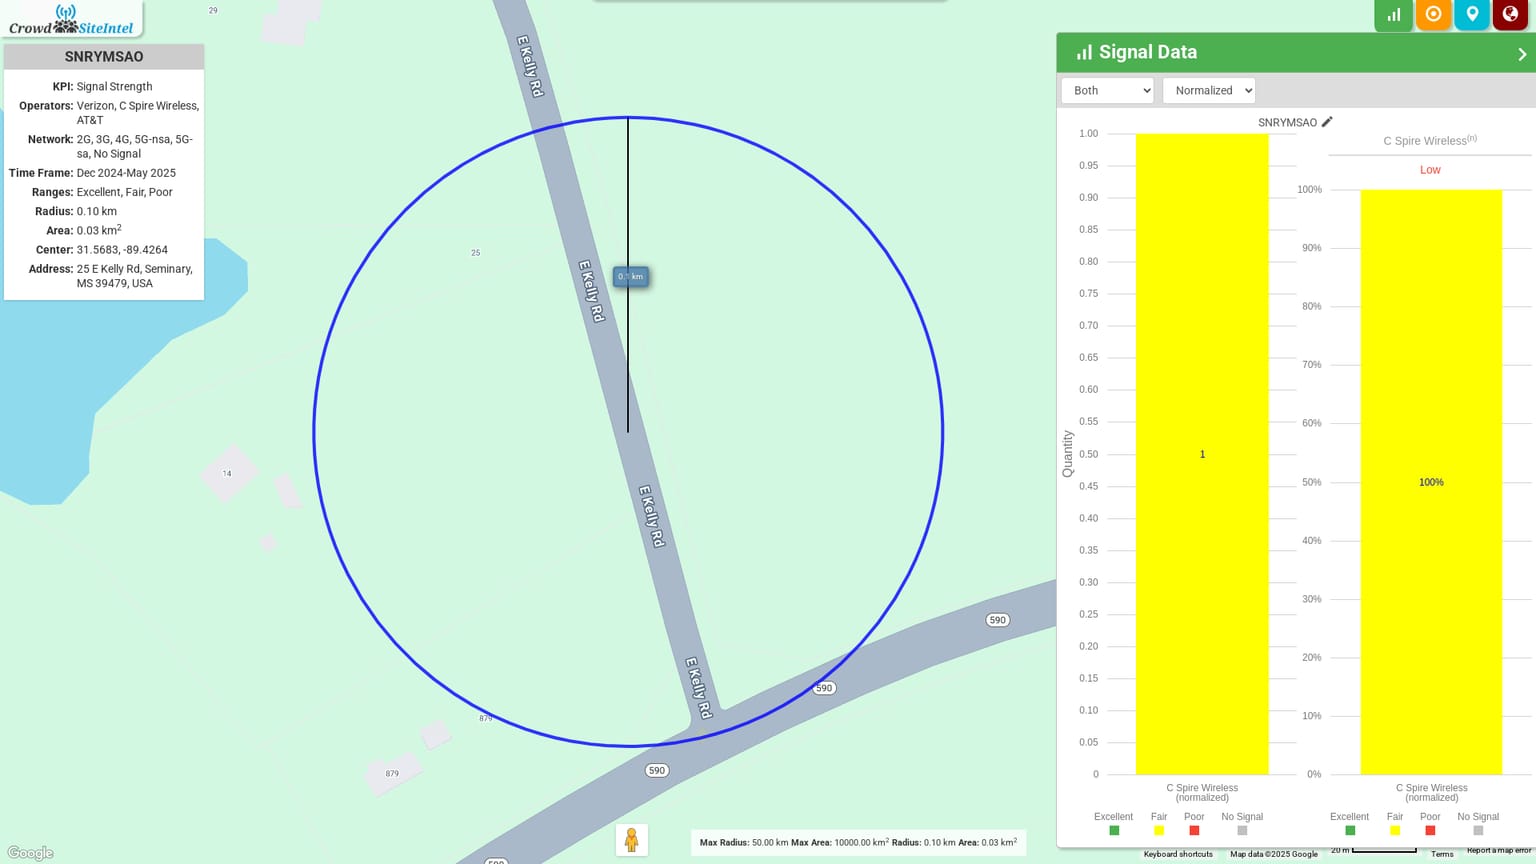 CrowdSiteIntel
SNRYMSAO
KPI: Signal Strength
Operators: Verizon, C Spire Wireless,
AT&T
Network: 2G, 3G, 4G, 5G-nsa, 5G-
sa, No Signal
Time Frame: Dec 2024-May 2025
Ranges: Excellent, Fair, Poor
Radius: 0.10 km
Area: 0.03 km²
Center: 31.5683, -89.4264
Address: 25 E Kelly Rd, Seminary,
MS 39479, USA
29
E Kelly Rd
25
E Kelly Rd
0.1 km
14
E Kelly Rd
590
E Kelly Rd
590
879
590
879
590
Google
Max Radius: 50.00 km Max Area: 10000.00 km² Radius: 0.10 km Area: 0.03 km²
Signal Data
Both
Normalized
SNRYMSAO
1.00
0.95
0.90
0.85
0.80
0.75
0.70
0.65
0.60
0.55
0.50
0.45
0.40
0.35
0.30
0.25
0.20
0.15
0.10
0.05
0
Quantity
1
C Spire Wireless
(normalized)
Excellent Fair Poor No Signal
C Spire Wireless(n)
Low
100%
90%
80%
70%
60%
50%
40%
30%
20%
10%
0%
100%
C Spire Wireless
(normalized)
Excellent Fair Poor No Signal
Keyboard shortcuts Map data ©2025 Google 20 m Terms Report a map error